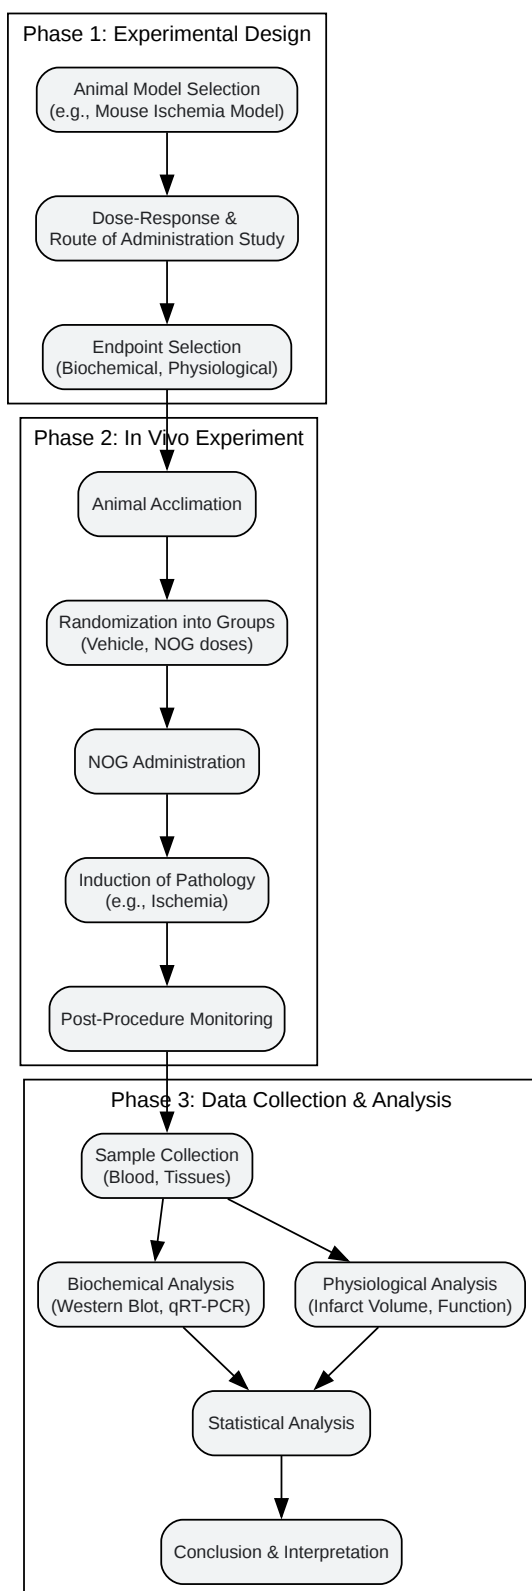 Phase 1: Experimental Design
Animal Model Selection
(e.g., Mouse Ischemia Model)
Dose-Response &
Route of Administration Study
Endpoint Selection
(Biochemical, Physiological)
Phase 2: In Vivo Experiment
Animal Acclimation
Randomization into Groups
(Vehicle, NOG doses)
NOG Administration
Induction of Pathology
(e.g., Ischemia)
Post-Procedure Monitoring
Phase 3: Data Collection & Analysis
Sample Collection
(Blood, Tissues)
Biochemical Analysis
(Western Blot, qRT-PCR)
Physiological Analysis
(Infarct Volume, Function)
Statistical Analysis
Conclusion & Interpretation